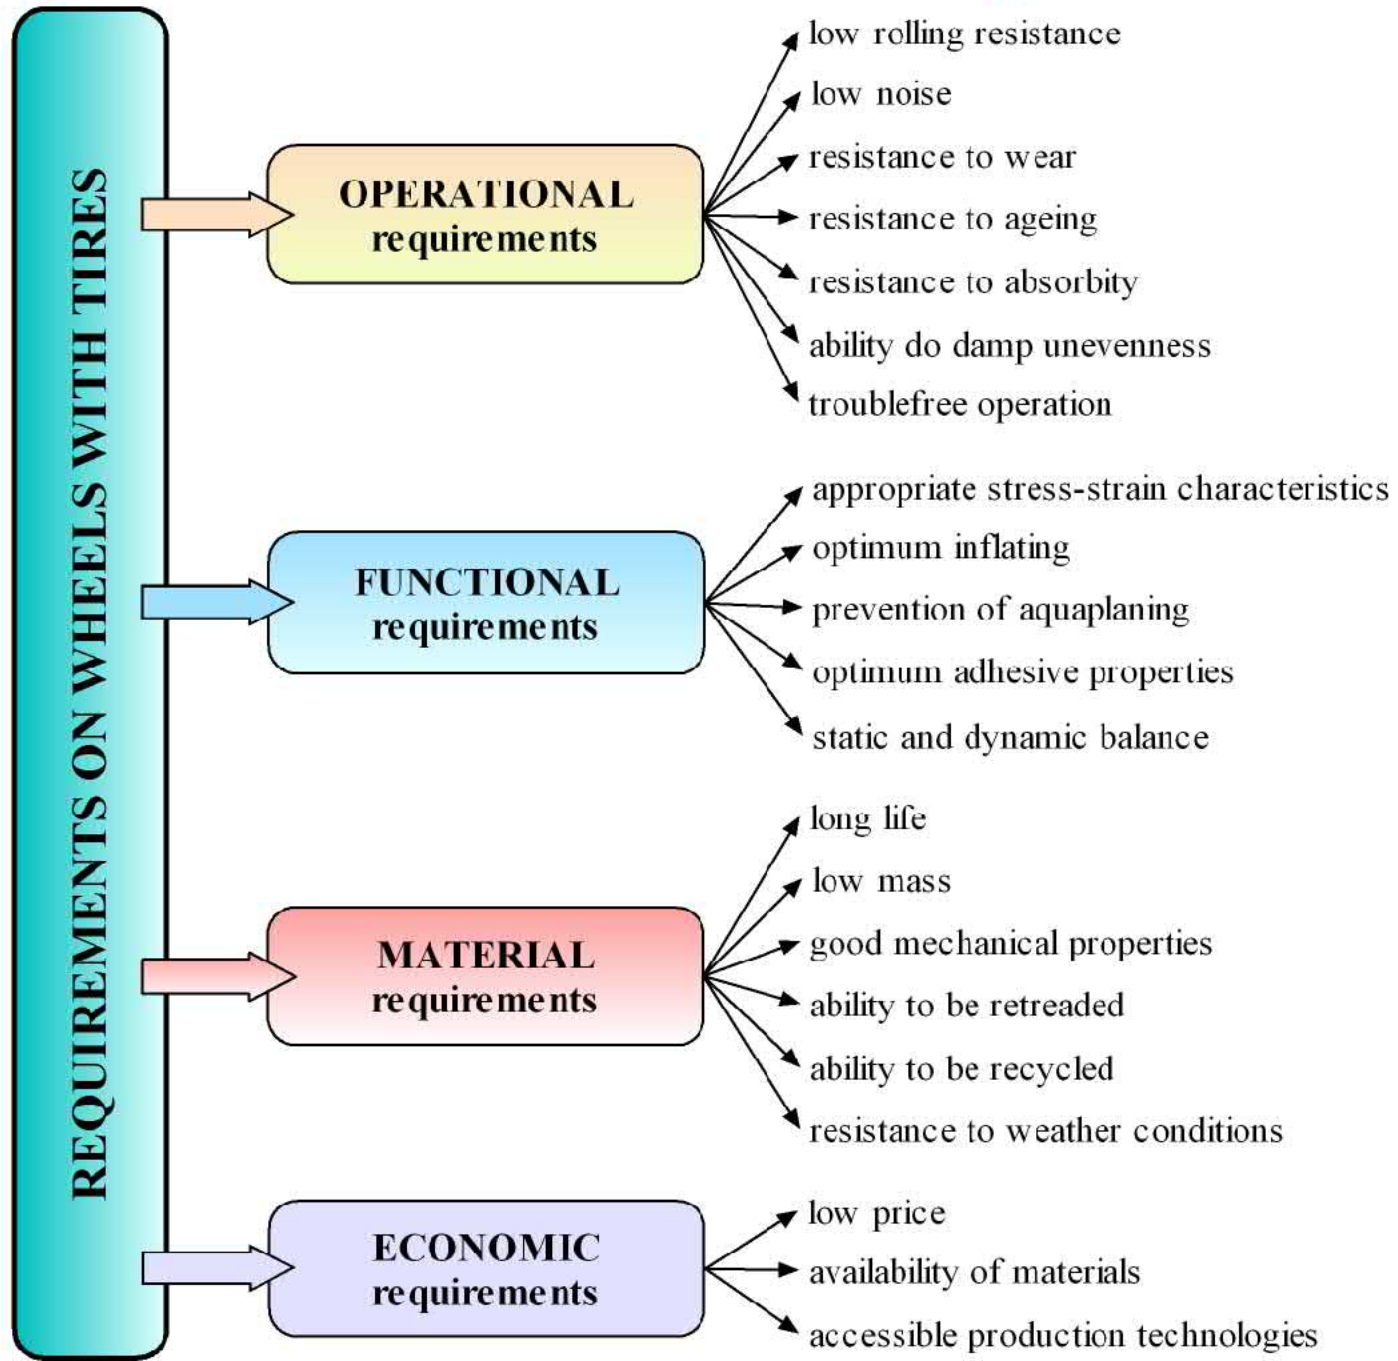 REQUIREMENTS ON WHEELS WITH TIRES
OPERATIONAL
requirements
low rolling resistance
low noise
resistance to wear
resistance to ageing
resistance to absorbity
ability do damp unevenness
troublefree operation
FUNCTIONAL
requirements
appropriate stress-strain characteristics
optimum inflating
prevention of aquaplaning
optimum adhesive properties
static and dynamic balance
MATERIAL
requirements
long life
low mass
good mechanical properties
ability to be retreaded
ability to be recycled
resistance to weather conditions
ECONOMIC
requirements
low price
availability of materials
accessible production technologies